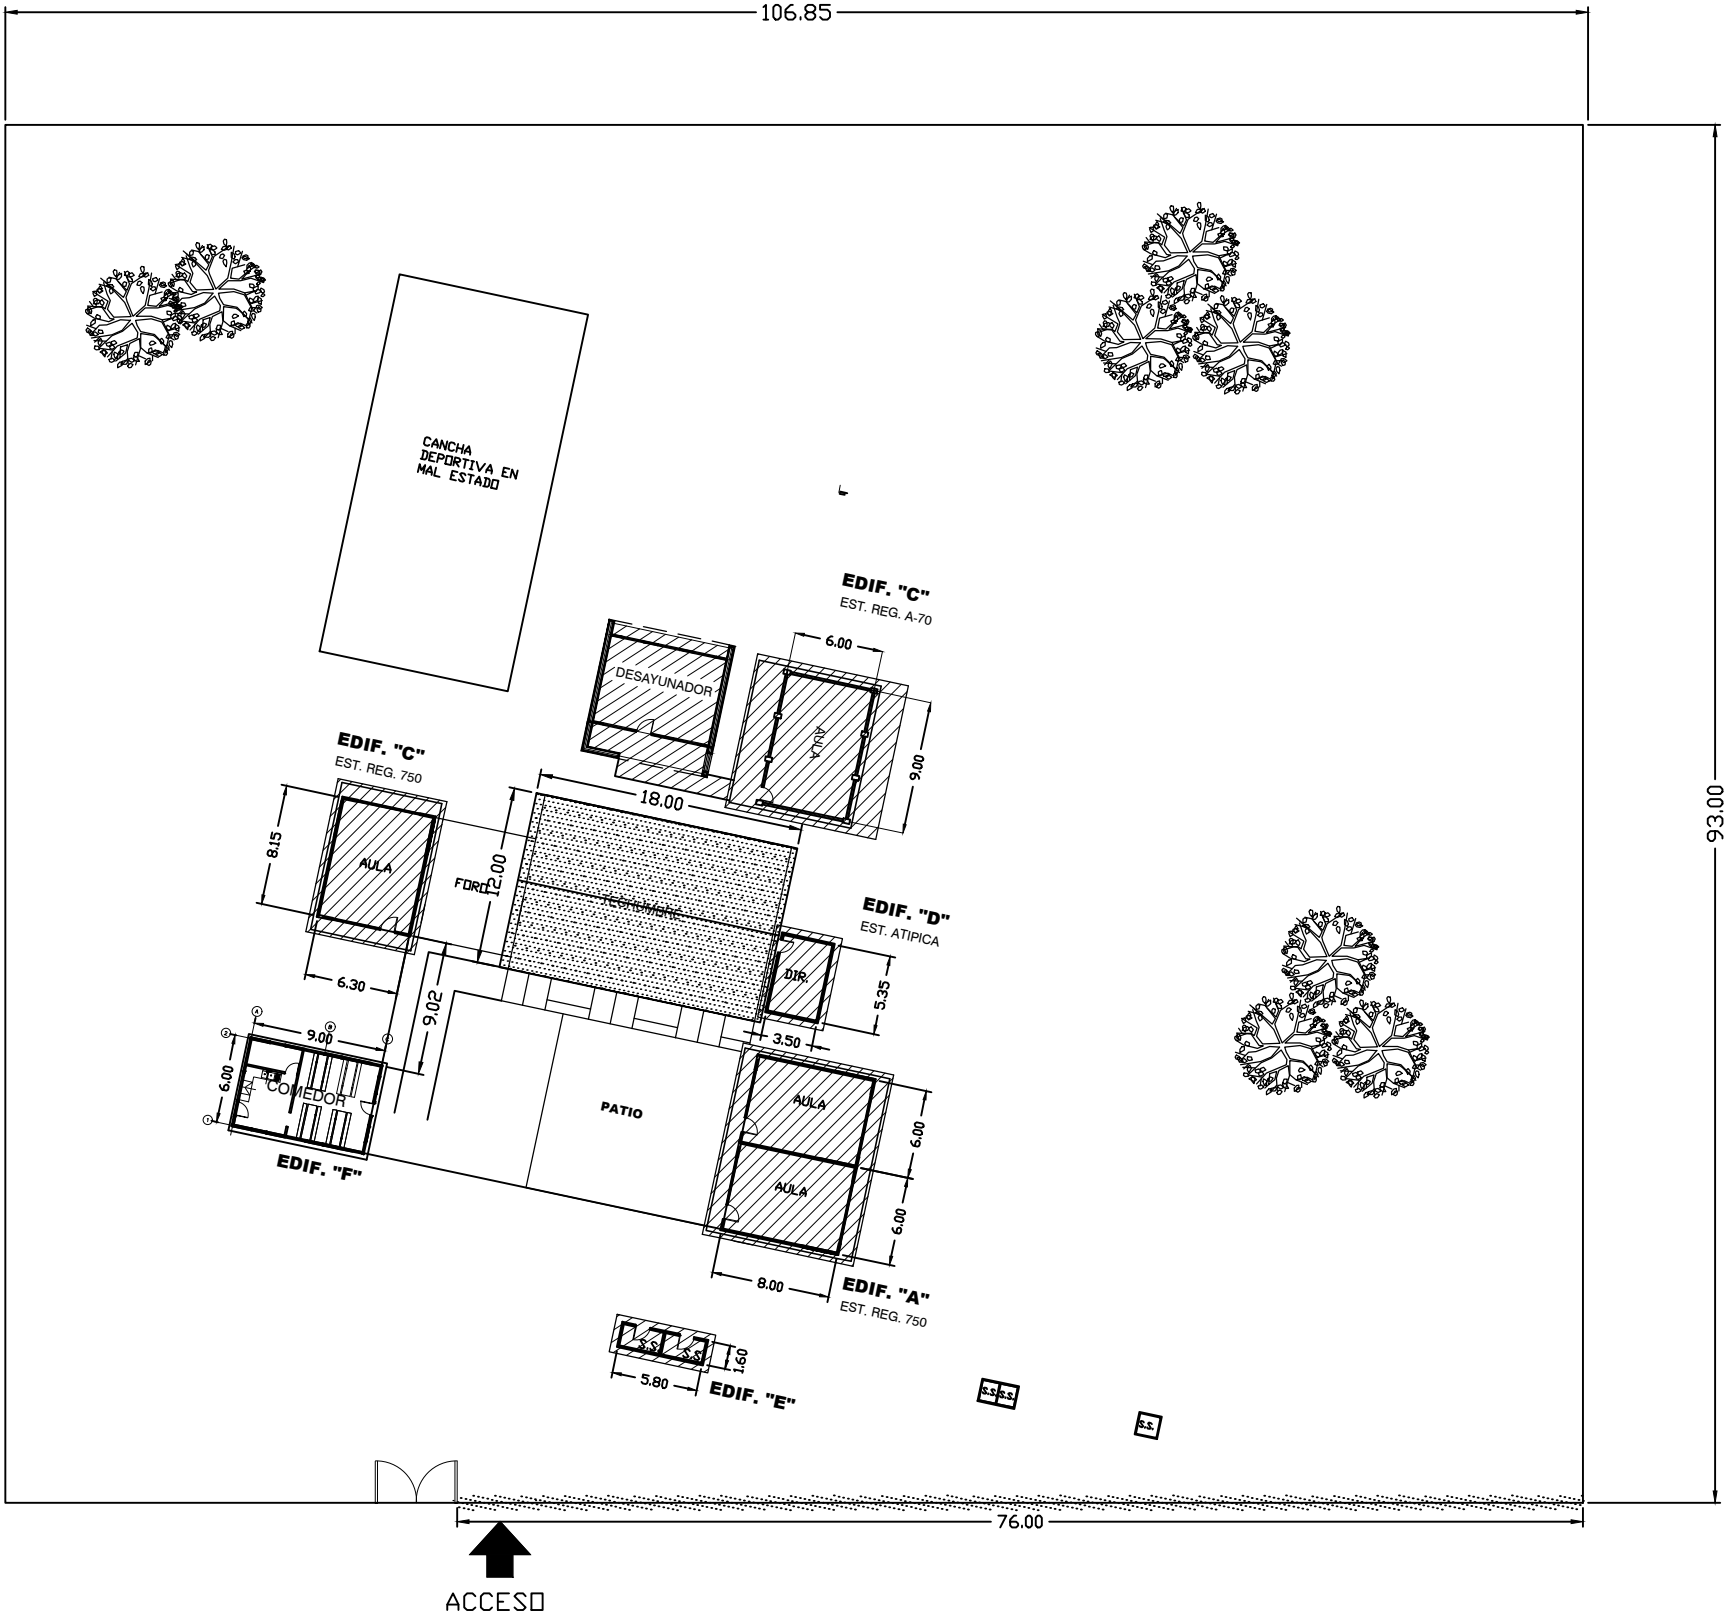 106.85
93.00
CANCHA
DEPORTIVA EN
MAL ESTADO
EDIF. "C"
EST. REG. A-70
6.00
DESAYUNADOR
AULA
9.00
EDIF. "C"
EST. REG. 750
18.00
8.15
AULA
FORO
12.00
TECHUMBRE
EDIF. "D"
EST. ATIPICA
DIR.
5.35
6.30
9.02
3.50
A
B
C
2
1
9.00
6.00
COMEDOR
EDIF. "F"
PATIO
AULA
6.00
AULA
6.00
8.00
EDIF. "A"
EST. REG. 750
S.S.
S.S.
1.60
5.80
EDIF. "E"
S.S.
S.S.
S.S.
76.00
ACCESO